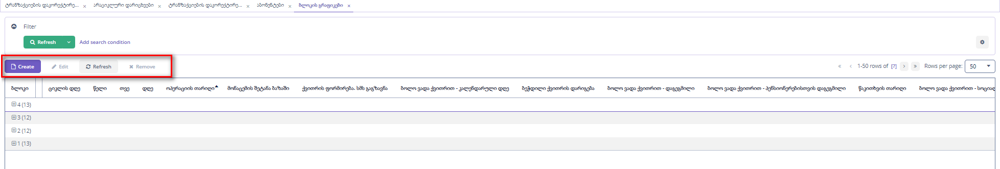 ტრანზაქციების დაკორექტირე... × არაციკლური დარიცხვები × ტრანზაქციების დაკორექტირე... × აბონენტები × ბლოკის გრაფიკები ×
Filter
Refresh Add search condition
Create Edit Refresh Remove « ‹ 1-50 rows of [?] › » Rows per page: 50
ბლოკი ციკლის დღე წელი თვე დღე ოპერაციის თარიღი მონაცემის შეტანა ბაზაში ქვითრის ფორმირება. სმს გაგზავნა ბოლო ვადა ქვითრით - კალენდარული დღე ბეჭდილი ქვითრის დარიგება ბოლო ვადა ქვითრით - დაგეგმილი ბოლო ვადა ქვითრით - პენსიონერებისთვის დაგეგმილი წაკითხვის თარიღი ბოლო ვადა ქვითრით - სოციალ
4 (13)
3 (12)
2 (12)
1 (13)